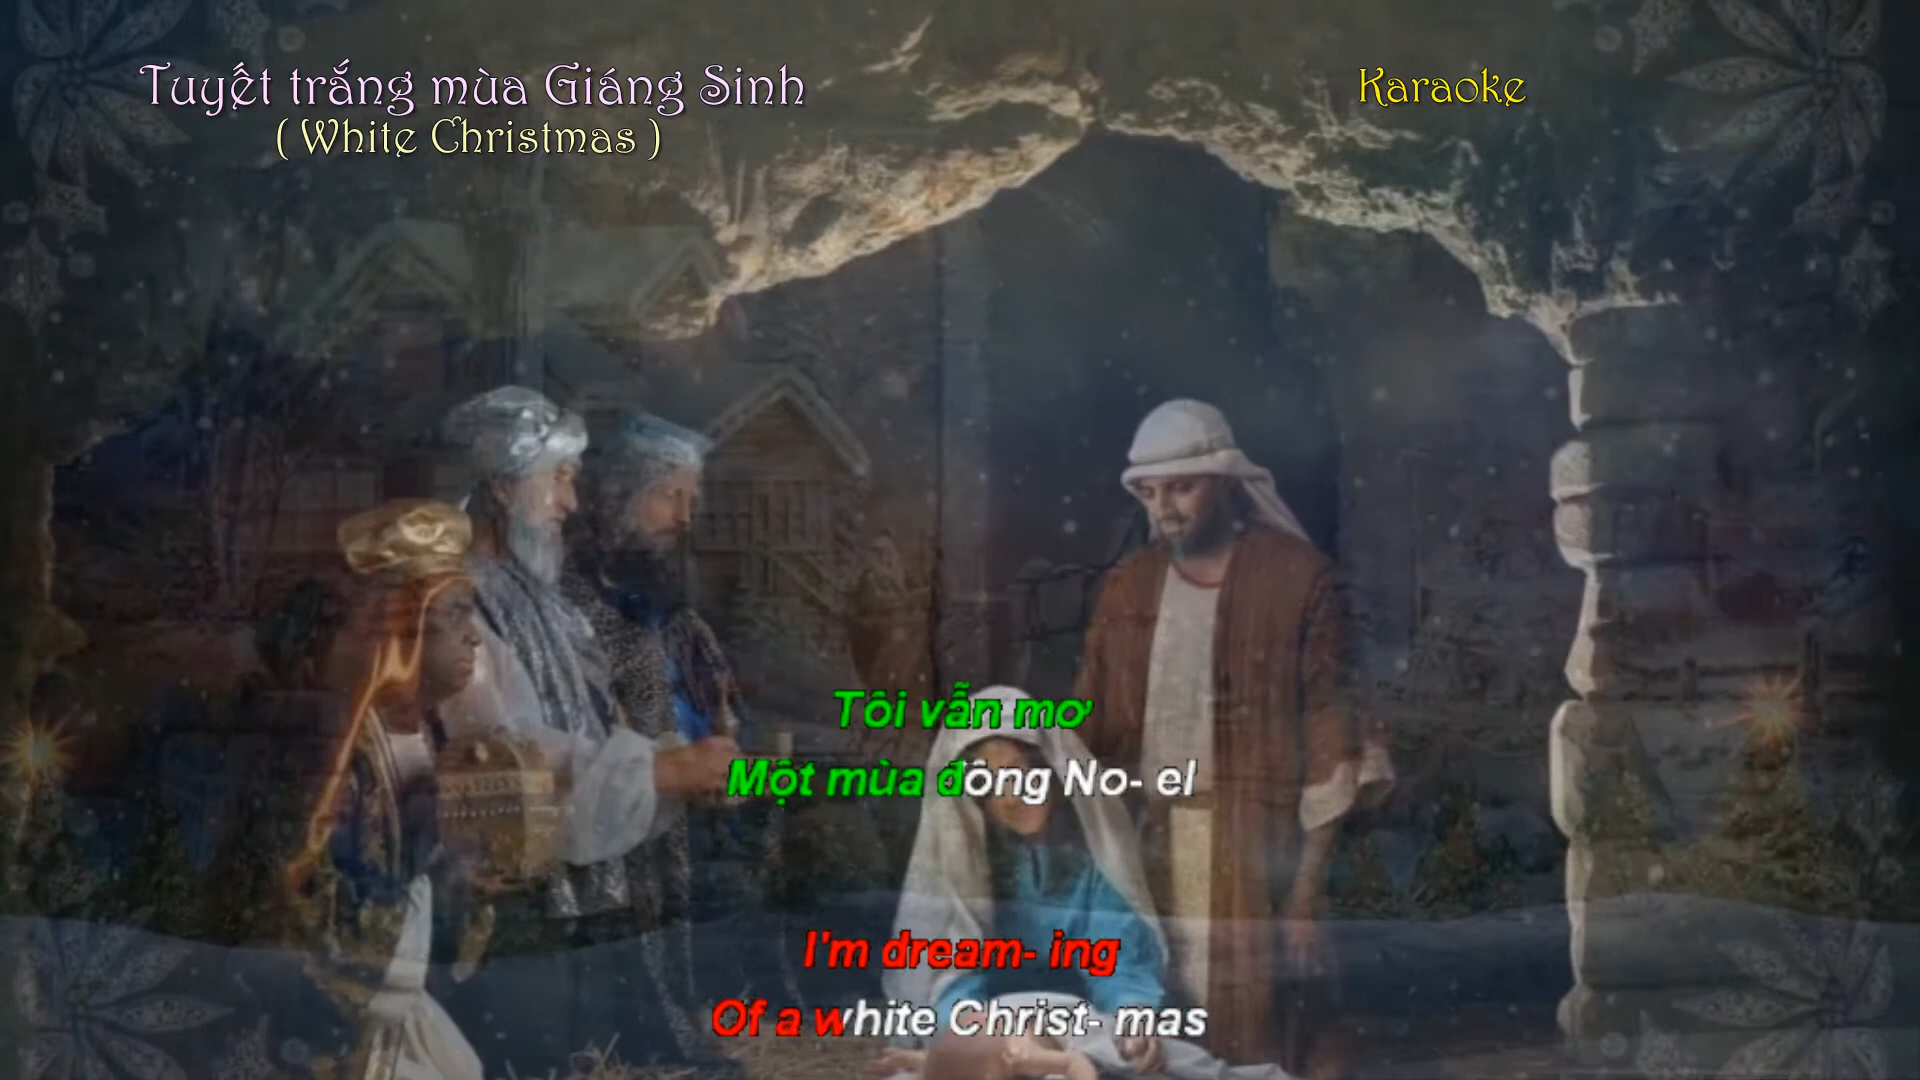 Tuyết trắng mùa Giáng Sinh
( White Christmas )
Karaoke
Tôi vẫn mơ
Một mùa đông No- el
I'm dream- ing
Of a white Christ- mas